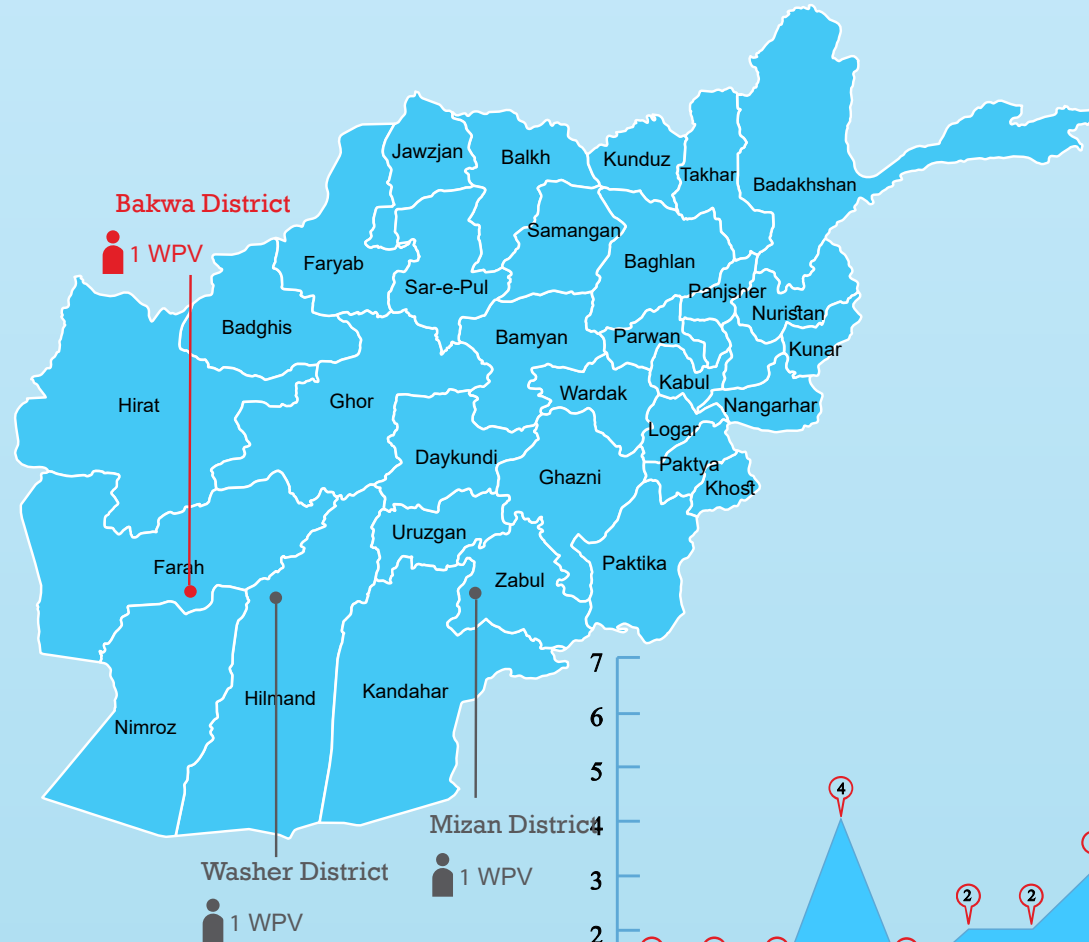 Jawzjan
Balkh
Kunduz
Takhar
Badakhshan
Bakwa District
1 WPV
Samangan
Faryab
Baghlan
Sar-e-Pul
Panjsher
Nuristan
Badghis
Bamyan
Parwan
Kunar
Kabul
Wardak
Ghor
Hirat
Nangarhar
Logar
Daykundi
Paktya
Ghazni
Khost
Uruzgan
Farah
Paktika
Zabul
Kandahar
Hilmand
Nimroz
7
6
5
4
3
2
4
2
2
Mizan District
1 WPV
Washer District
1 WPV